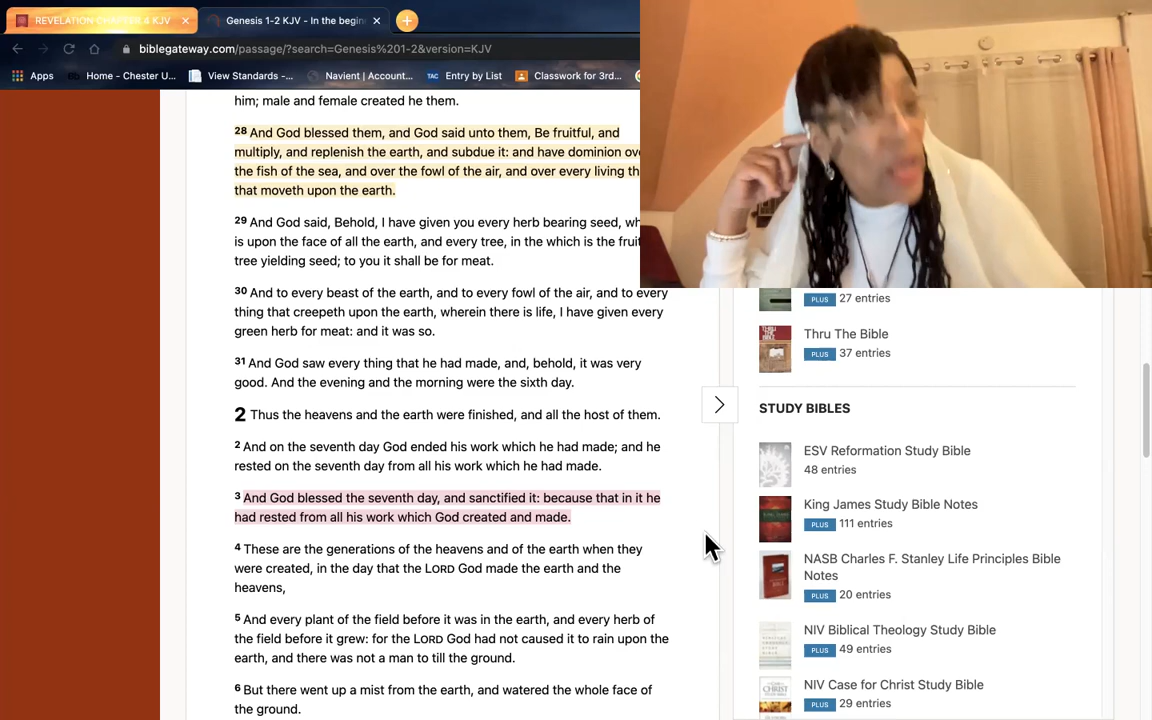 REVELATION CHAPTER 4 KJV
Genesis 1-2 KJV - In the begin
biblegateway.com/passage/?search=Genesis%201-2&version=KJV
Apps
Home - Chester U...
View Standards -...
Navient | Account...
TAC Entry by List
Classwork for 3rd...
him; male and female created he them.
28 And God blessed them, and God said unto them, Be fruitful, and
multiply, and replenish the earth, and subdue it: and have dominion ov
the fish of the sea, and over the fowl of the air, and over every living th
that moveth upon the earth.
29 And God said, Behold, I have given you every herb bearing seed, wh
is upon the face of all the earth, and every tree, in the which is the fruit
tree yielding seed; to you it shall be for meat.
30 And to every beast of the earth, and to every fowl of the air, and to every
thing that creepeth upon the earth, wherein there is life, I have given every
green herb for meat: and it was so.
31 And God saw every thing that he had made, and, behold, it was very
good. And the evening and the morning were the sixth day.
2 Thus the heavens and the earth were finished, and all the host of them.
2 And on the seventh day God ended his work which he had made; and he
rested on the seventh day from all his work which he had made.
3 And God blessed the seventh day, and sanctified it: because that in it he
had rested from all his work which God created and made.
4 These are the generations of the heavens and of the earth when they
were created, in the day that the LORD God made the earth and the
heavens,
5 And every plant of the field before it was in the earth, and every herb of
the field before it grew: for the LORD God had not caused it to rain upon the
earth, and there was not a man to till the ground.
6 But there went up a mist from the earth, and watered the whole face of
the ground.
PLUS 27 entries
Thru The Bible
PLUS 37 entries
STUDY BIBLES
ESV Reformation Study Bible
48 entries
King James Study Bible Notes
PLUS 111 entries
NASB Charles F. Stanley Life Principles Bible
Notes
PLUS 20 entries
NIV Biblical Theology Study Bible
PLUS 49 entries
NIV Case for Christ Study Bible
PLUS 29 entries